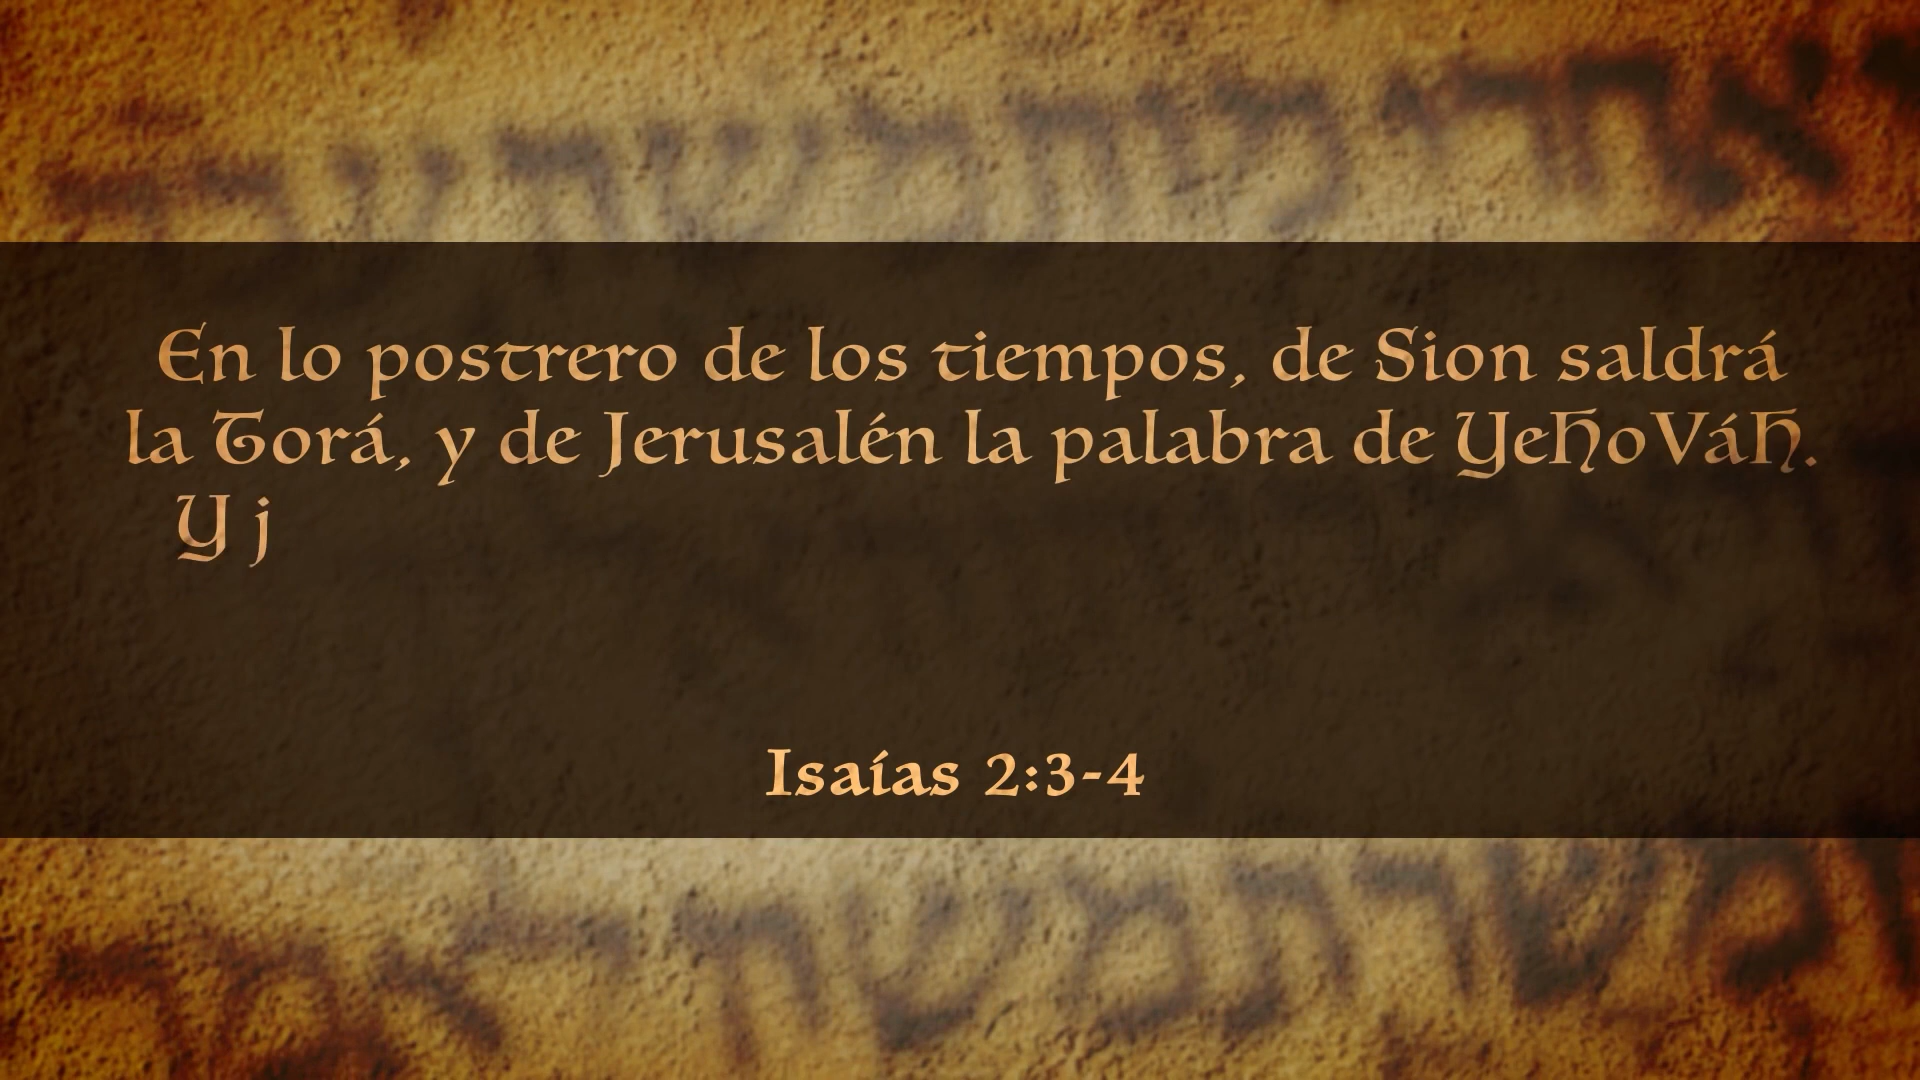 En lo postrero de los tiempos, de Sion saldrá
la Torá, y de Jerusalén la palabra de YeHoVáH.
Y j
Isaías 2:3-4